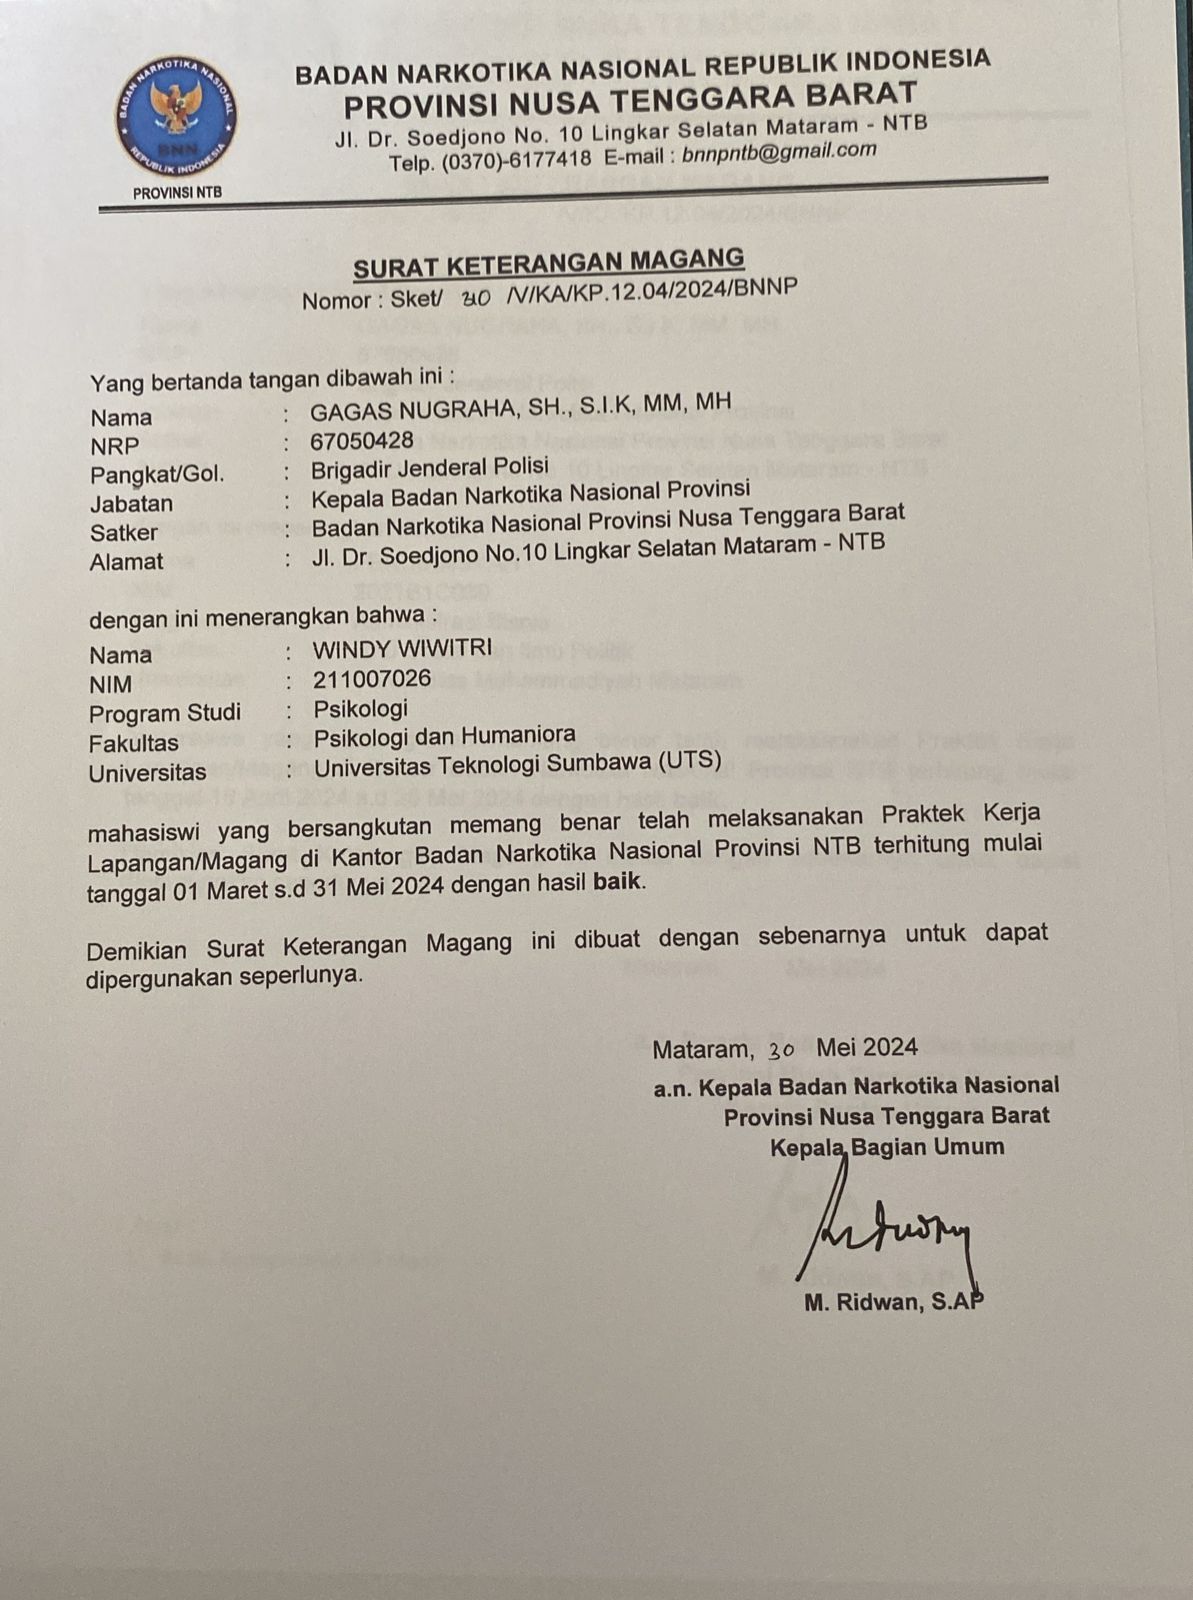 BADAN NARKOTIKA NASIONAL
BNN
REPUBLIK INDONESIA
PROVINSI NTB
BADAN NARKOTIKA NASIONAL REPUBLIK INDONESIA
PROVINSI NUSA TENGGARA BARAT
Jl. Dr. Soedjono No. 10 Lingkar Selatan Mataram - NTB
Telp. (0370)-6177418 E-mail : bnnpntb@gmail.com
SURAT KETERANGAN MAGANG
Nomor : Sket/ /V/KA/KP.12.04/2024/BNNP
Yang bertanda tangan dibawah ini :
Nama : GAGAS NUGRAHA, SH., S.I.K, MM, MH
NRP : 67050428
Pangkat/Gol. : Brigadir Jenderal Polisi
Jabatan : Kepala Badan Narkotika Nasional Provinsi
Satker : Badan Narkotika Nasional Provinsi Nusa Tenggara Barat
Alamat : Jl. Dr. Soedjono No.10 Lingkar Selatan Mataram - NTB
dengan ini menerangkan bahwa :
Nama : WINDY WIWITRI
NIM : 211007026
Program Studi : Psikologi
Fakultas : Psikologi dan Humaniora
Universitas : Universitas Teknologi Sumbawa (UTS)
mahasiswi yang bersangkutan memang benar telah melaksanakan Praktek Kerja
Lapangan/Magang di Kantor Badan Narkotika Nasional Provinsi NTB terhitung mulai
tanggal 01 Maret s.d 31 Mei 2024 dengan hasil baik.
Demikian Surat Keterangan Magang ini dibuat dengan sebenarnya untuk dapat
dipergunakan seperlunya.
Mataram, 30 Mei 2024
a.n. Kepala Badan Narkotika Nasional
Provinsi Nusa Tenggara Barat
Kepala Bagian Umum
M. Ridwan, S.AP